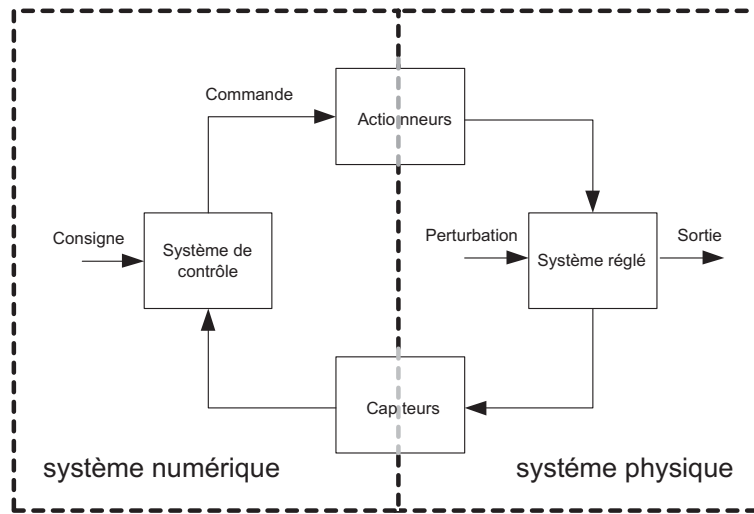 Commande
Actionneurs
Consigne
Système de
contrôle
Perturbation
Système réglé
Sortie
Capteurs
système numérique
systéme physique